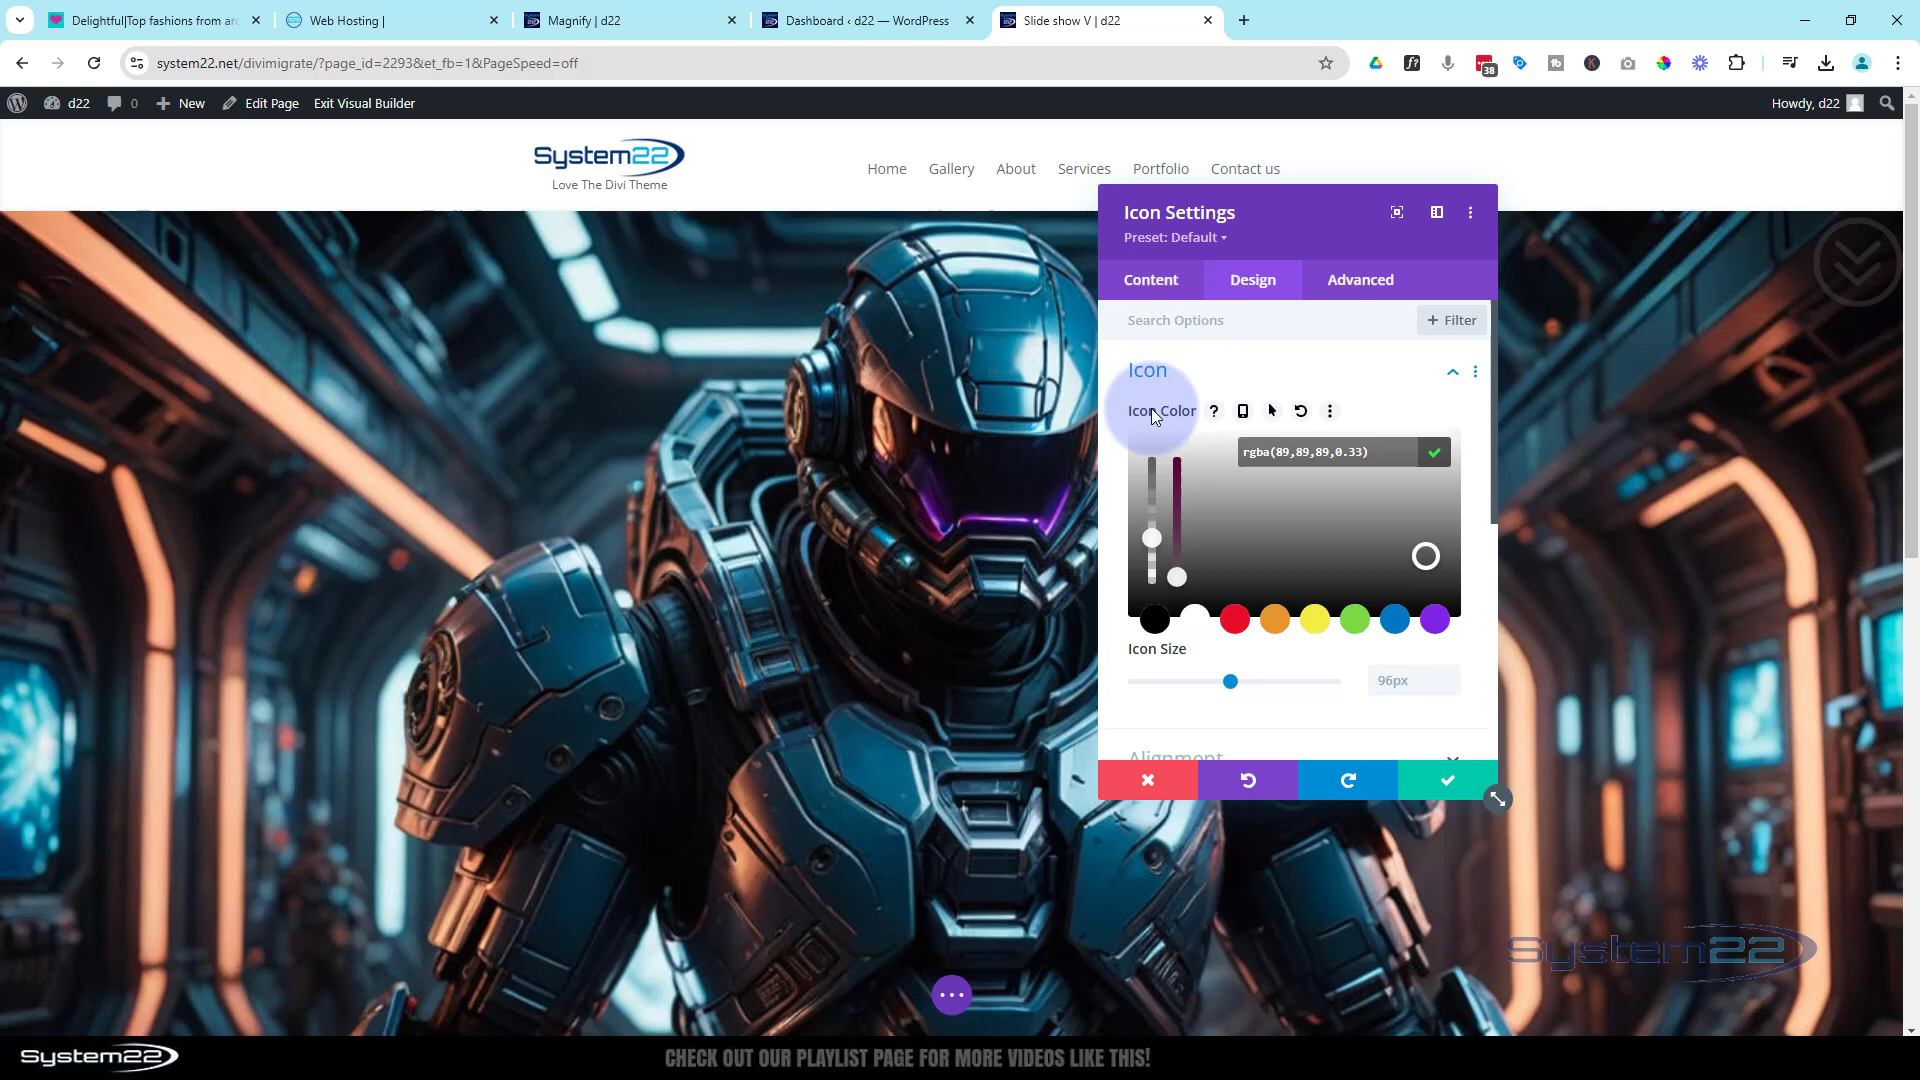 Delightful|Top fashions from aro
Web Hosting |
Magnify | d22
Dashboard ‹ d22 — WordPress
Slide show V | d22
system22.net/divimigrate/?page_id=2293&et_fb=1&PageSpeed=off
38
d22
0
New
Edit Page
Exit Visual Builder
Howdy, d22
System22
Love The Divi Theme
Home
Gallery
About
Services
Portfolio
Contact us
Icon Settings
Preset: Default
Content
Design
Advanced
Search Options
+ Filter
Icon
Icon Color
rgba(89,89,89,0.33)
Icon Size
96px
Alignment
System22
System22
CHECK OUT OUR PLAYLIST PAGE FOR MORE VIDEOS LIKE THIS!